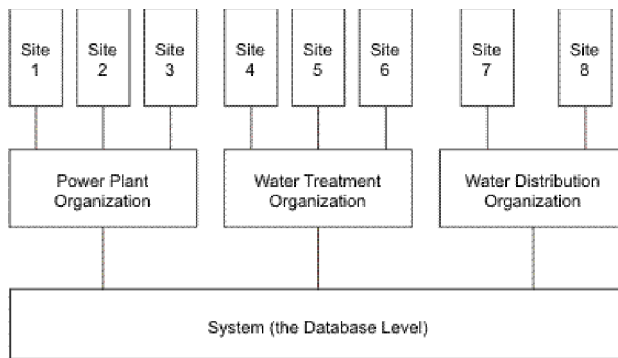 Site
1
Site
2
Site
3
Site
4
Site
5
Site
6
Site
7
Site
8
Power Plant
Organization
Water Treatment
Organization
Water Distribution
Organization
System (the Database Level)